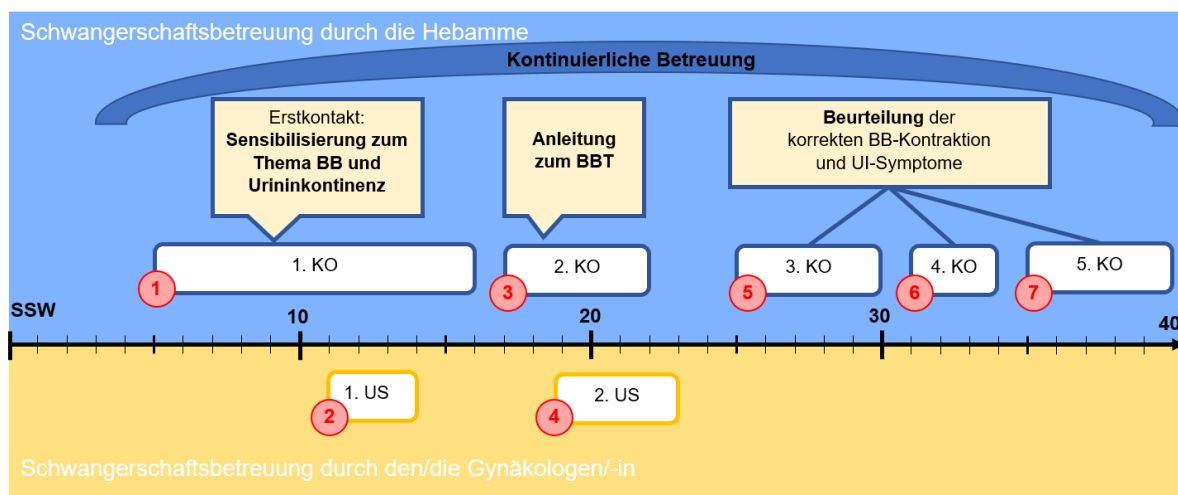 Schwangerschaftsbetreuung durch die Hebamme
Kontinuierliche Betreuung
Erstkontakt:
Sensibilisierung zum
Thema BB und
Urininkontinenz
Anleitung
zum BBT
Beurteilung der
korrekten BB-Kontraktion
und UI-Symptome
1. KO
1
2. KO
3
3. KO
5
4. KO
6
5. KO
7
SSW
10
20
30
40
1. US
2
2. US
4
Schwangerschaftsbetreuung durch den/die Gynäkologen/-in